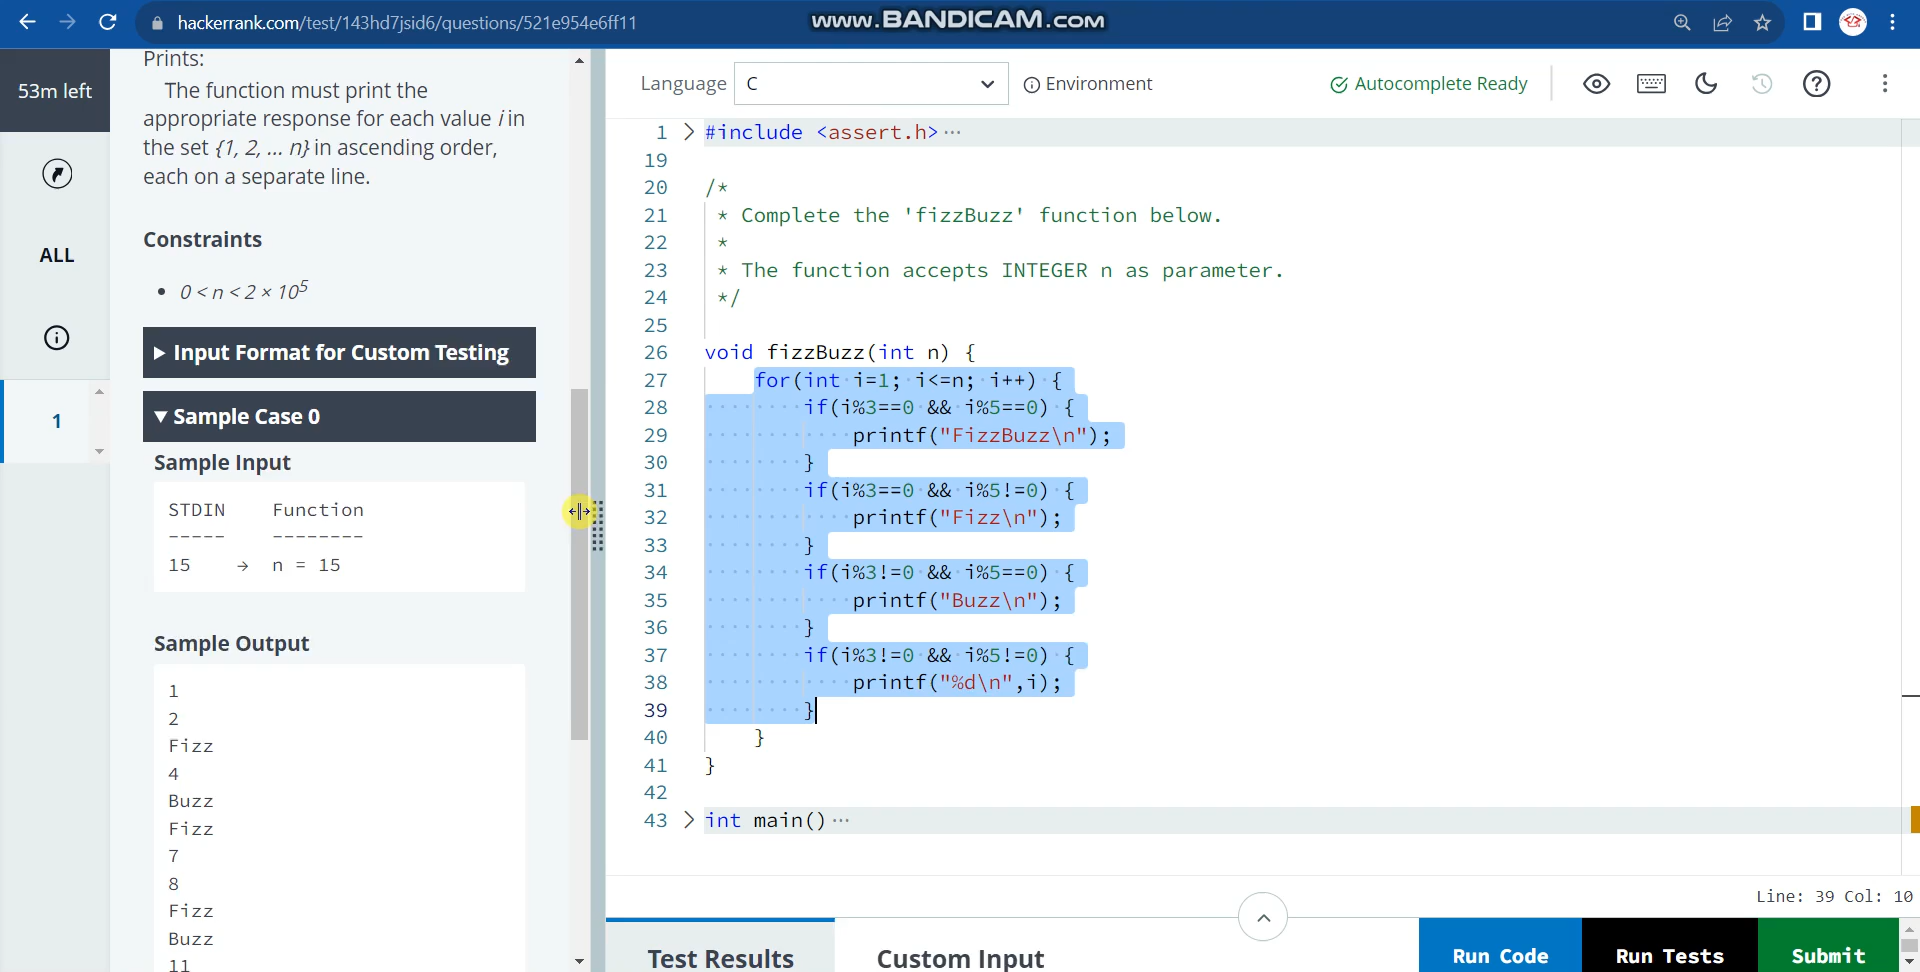 hackerrank.com/test/143hd7jsid6/questions/521e954e6ff11
www.BANDICAM.com
53m left
ALL
1
Prints:
The function must print the
appropriate response for each value i in
the set {1, 2, ... n} in ascending order,
each on a separate line.
Constraints
• 0 < n < 2 × 10⁵
Input Format for Custom Testing
Sample Case 0
Sample Input
STDIN Function
----- --------
15 → n = 15
Sample Output
1
2
Fizz
4
Buzz
Fizz
7
8
Fizz
Buzz
11
Language C Environment Autocomplete Ready
1 #include <assert.h>…
19
20 /*
21 * Complete the 'fizzBuzz' function below.
22 *
23 * The function accepts INTEGER n as parameter.
24 */
25
26 void fizzBuzz(int n) {
27 for(int i=1; i<=n; i++) {
28 if(i%3==0 && i%5==0) {
29 printf("FizzBuzz\n");
30 }
31 if(i%3==0 && i%5!=0) {
32 printf("Fizz\n");
33 }
34 if(i%3!=0 && i%5==0) {
35 printf("Buzz\n");
36 }
37 if(i%3!=0 && i%5!=0) {
38 printf("%d\n",i);
39 }
40 }
41 }
42
43 int main()…
Line: 39 Col: 10
Test Results Custom Input Run Code Run Tests Submit